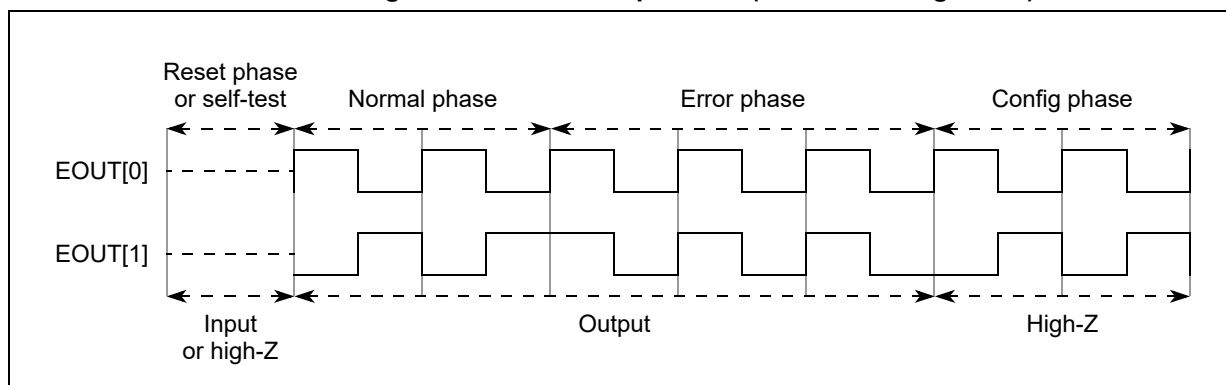 Reset phase
or self-test
Normal phase
Error phase
Config phase
EOUT[0]
EOUT[1]
Input
or high-Z
Output
High-Z